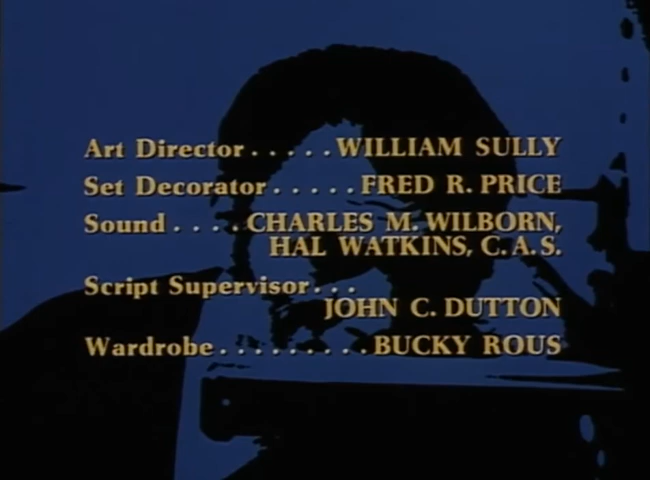 Art Director.....WILLIAM SULLY
Set Decorator.....FRED R. PRICE
Sound....CHARLES M. WILBORN,
HAL WATKINS, C.A.S.
Script Supervisor...
JOHN C. DUTTON
Wardrobe.........BUCKY ROUS